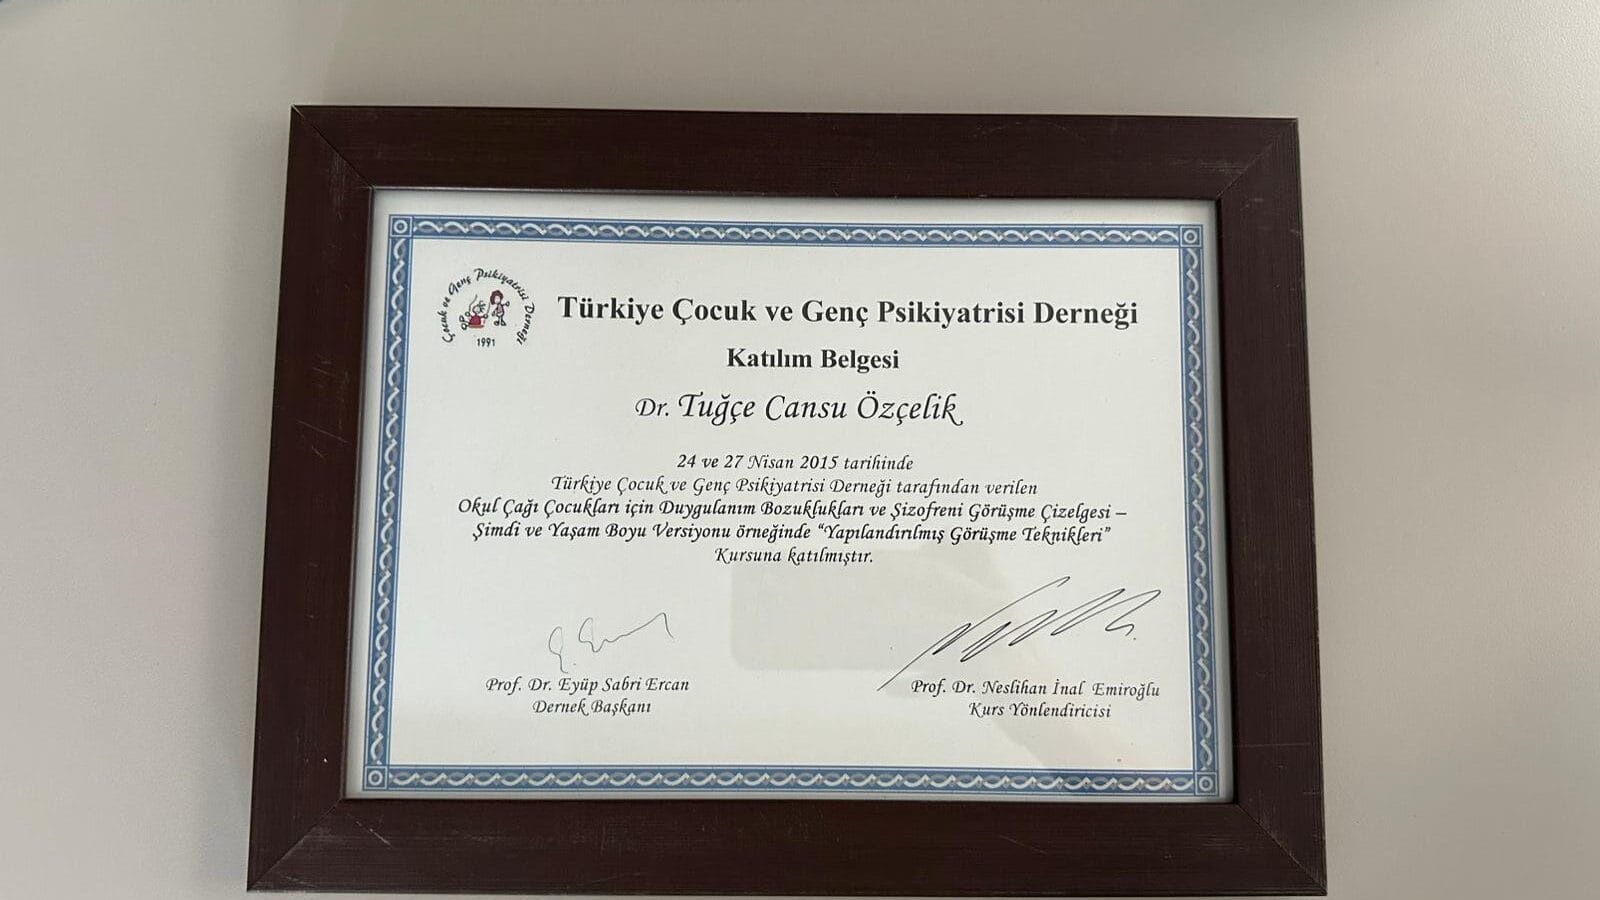 Çocuk ve Genç Psikiyatrisi Derneği
1991
Türkiye Çocuk ve Genç Psikiyatrisi Derneği
Katılım Belgesi
Dr. Tuğçe Cansu Özçelik
24 ve 27 Nisan 2015 tarihinde
Türkiye Çocuk ve Genç Psikiyatrisi Derneği tarafından verilen
Okul Çağı Çocukları için Duygulanım Bozuklukları ve Şizofreni Görüşme Çizelgesi –
Şimdi ve Yaşam Boyu Versiyonu örneğinde “Yapılandırılmış Görüşme Teknikleri”
Kursuna katılmıştır.
Prof. Dr. Eyüp Sabri Ercan
Dernek Başkanı
Prof. Dr. Neslihan İnal Emiroğlu
Kurs Yönlendiricisi